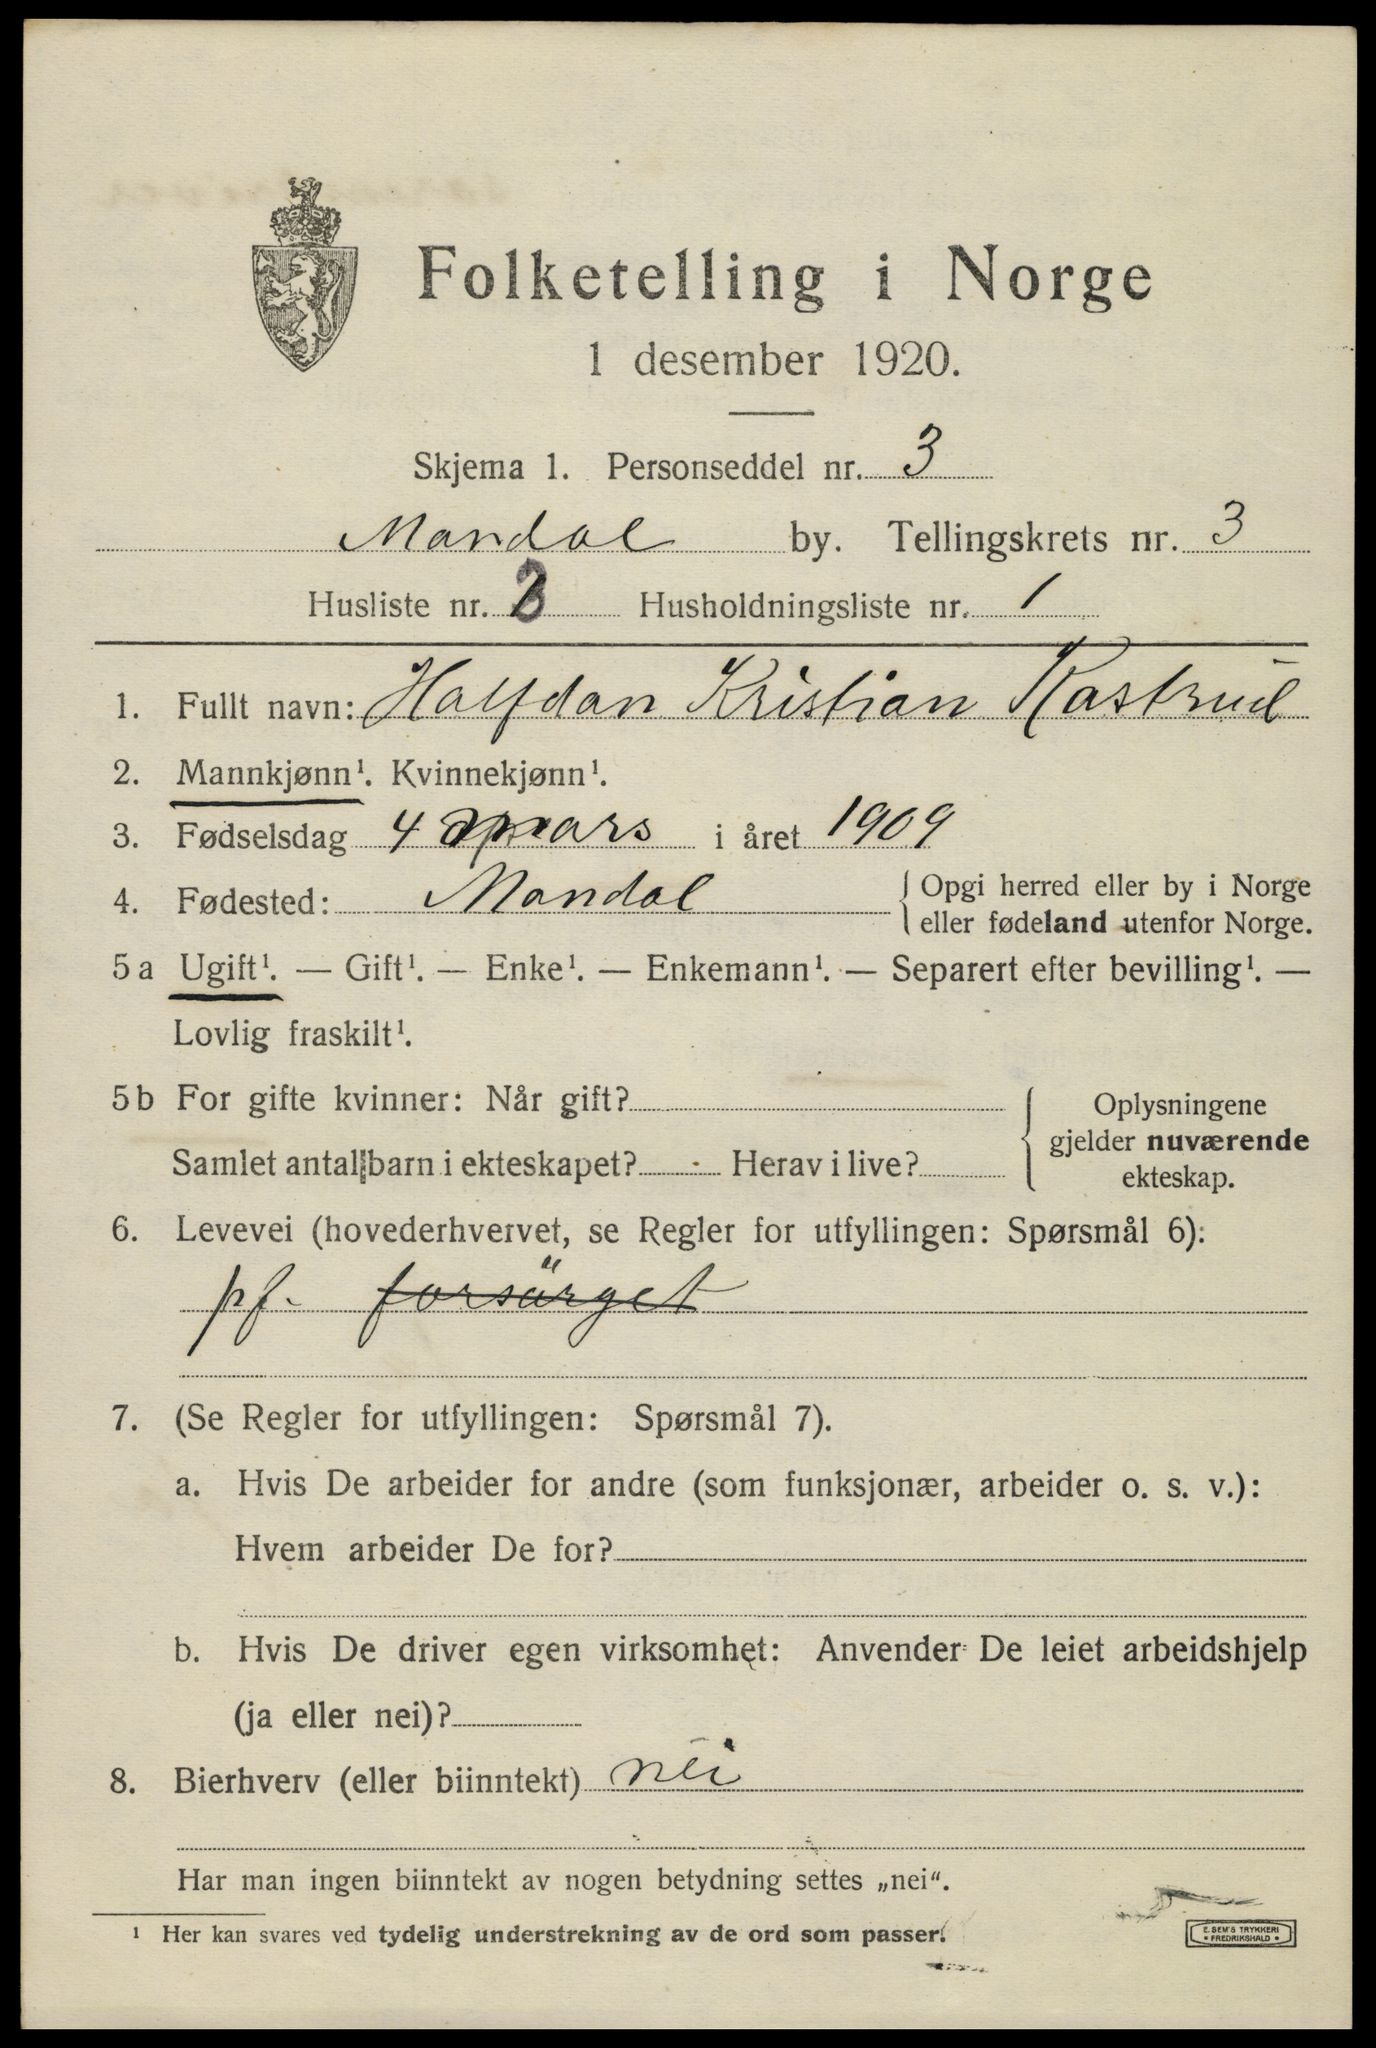 Folketelling i Norge
1 desember 1920.
Skjema 1. Personseddel nr. 3
Mandal by. Tellingskrets nr. 3
Husliste nr. Husholdningsliste nr. 1
1. Fullt navn: Halfdan Kristian
2. Mannkjønn¹. Kvinnekjønn¹.
3. Fødselsdag 4 mars i året 1909
4. Fødested: Mandal { Opgi herred eller by i Norge
eller fødeland utenfor Norge.
5 a Ugift¹. — Gift¹. — Enke¹. — Enkemann¹. — Separert efter bevilling¹. —
Lovlig fraskilt¹.
5 b For gifte kvinner: Når gift?
Samlet antall barn i ekteskapet? Herav i live?
{ Oplysningene
gjelder nuværende
ekteskap.
6. Levevei (hovederhvervet, se Regler for utfyllingen: Spørsmål 6):
pf. forsörget
7. (Se Regler for utfyllingen: Spørsmål 7).
a. Hvis De arbeider for andre (som funksjonær, arbeider o. s. v.):
Hvem arbeider De for?
b. Hvis De driver egen virksomhet: Anvender De leiet arbeidshjelp
(ja eller nei)?
8. Bierhverv (eller biinntekt) nei
Har man ingen biinntekt av nogen betydning settes „nei“.
¹ Her kan svares ved tydelig understrekning av de ord som passer.
E. SEM'S TRYKKERI
• FREDRIKSHALD •